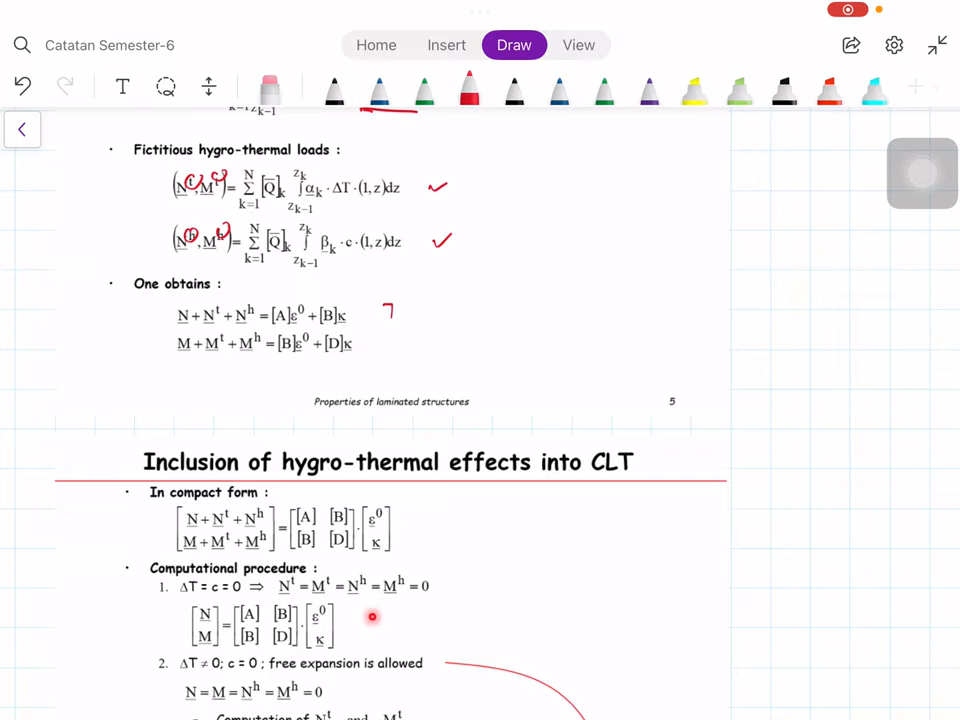 Catatan Semester-6
Home Insert Draw View
Fictitious hygro-thermal loads :
(N^t, M^t) = Σ_{k=1}^{N} [Q̅]_k ∫_{z_{k-1}}^{z_k} α_k · ΔT · (1, z)dz ✓
(N^h, M^h) = Σ_{k=1}^{N} [Q̅]_k ∫_{z_{k-1}}^{z_k} β_k · c · (1, z)dz ✓
One obtains :
N + N^t + N^h = [A]ε^0 + [B]κ
M + M^t + M^h = [B]ε^0 + [D]κ
Properties of laminated structures 5
Inclusion of hygro-thermal effects into CLT
In compact form :
[N + N^t + N^h; M + M^t + M^h] = [[A] [B]; [B] [D]] · [ε^0; κ]
Computational procedure :
1. ΔT = c = 0 ⇒ N^t = M^t = N^h = M^h = 0
[N; M] = [[A] [B]; [B] [D]] · [ε^0; κ]
2. ΔT ≠ 0; c = 0 ; free expansion is allowed
N = M = N^h = M^h = 0
Computation of N^t and M^t